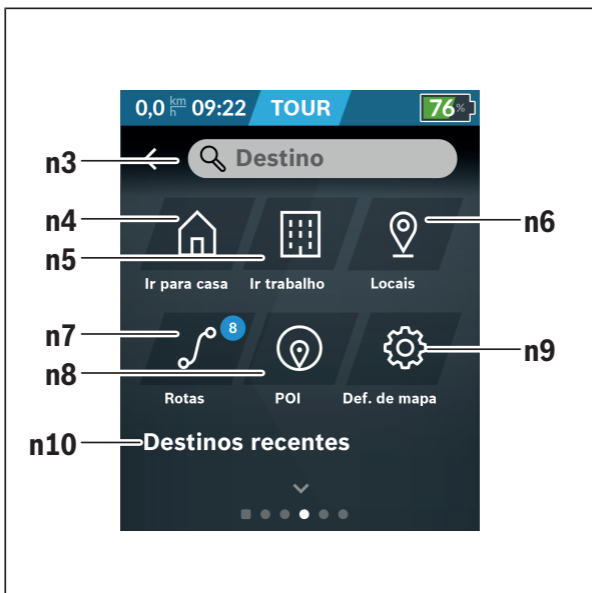 0,0 km/h 09:22 TOUR 76%
n3 Destino
n4 n6
n5
Ir para casa Ir trabalho Locais
n7 8
n8 n9
Rotas POI Def. de mapa
n10 Destinos recentes